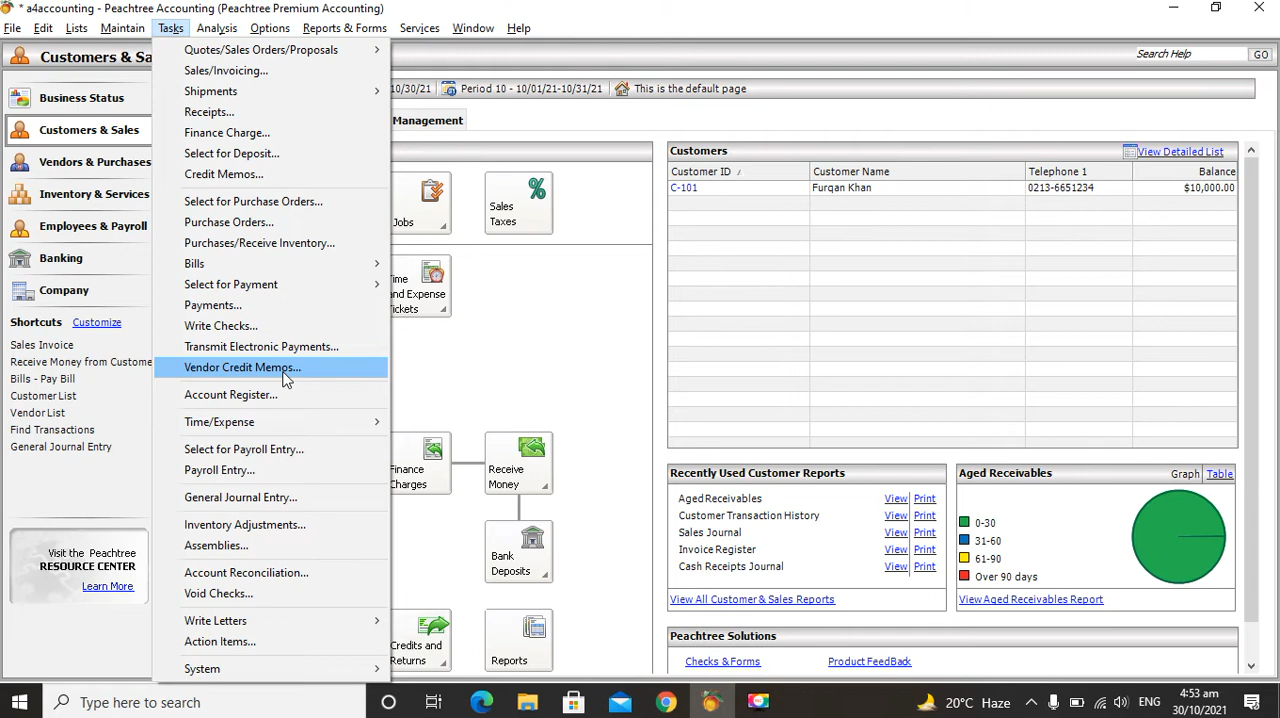 * a4accounting - Peachtree Accounting (Peachtree Premium Accounting)
File Edit Lists Maintain Tasks Analysis Options Reports & Forms Services Window Help
Customers & Sa
Search Help GO
10/30/21 Period 10 - 10/01/21-10/31/21 This is the default page
Management
Business Status
Customers & Sales
Vendors & Purchases
Inventory & Services
Employees & Payroll
Banking
Company
Shortcuts Customize
Sales Invoice
Receive Money from Custome
Bills - Pay Bill
Customer List
Vendor List
Find Transactions
General Journal Entry
Visit the Peachtree
RESOURCE CENTER
Learn More
Quotes/Sales Orders/Proposals
Sales/Invoicing...
Shipments
Receipts...
Finance Charge...
Select for Deposit...
Credit Memos...
Select for Purchase Orders...
Purchase Orders...
Purchases/Receive Inventory...
Bills
Select for Payment
Payments...
Write Checks...
Transmit Electronic Payments...
Vendor Credit Memos...
Account Register...
Time/Expense
Select for Payroll Entry...
Payroll Entry...
General Journal Entry...
Inventory Adjustments...
Assemblies...
Account Reconciliation...
Void Checks...
Write Letters
Action Items...
System
Jobs
Sales
Taxes
Time
and Expense
Tickets
Finance
Charges
Receive
Money
Bank
Deposits
Credits and
Returns
Reports
Customers View Detailed List
Customer ID Customer Name Telephone 1 Balance
C-101 Furqan Khan 0213-6651234 $10,000.00
Recently Used Customer Reports
Aged Receivables View Print
Customer Transaction History View Print
Sales Journal View Print
Invoice Register View Print
Cash Receipts Journal View Print
View All Customer & Sales Reports
Aged Receivables Graph Table
0-30
31-60
61-90
Over 90 days
View Aged Receivables Report
Peachtree Solutions
Checks & Forms Product FeedBack
Type here to search
20°C Haze
ENG
4:53 am
30/10/2021